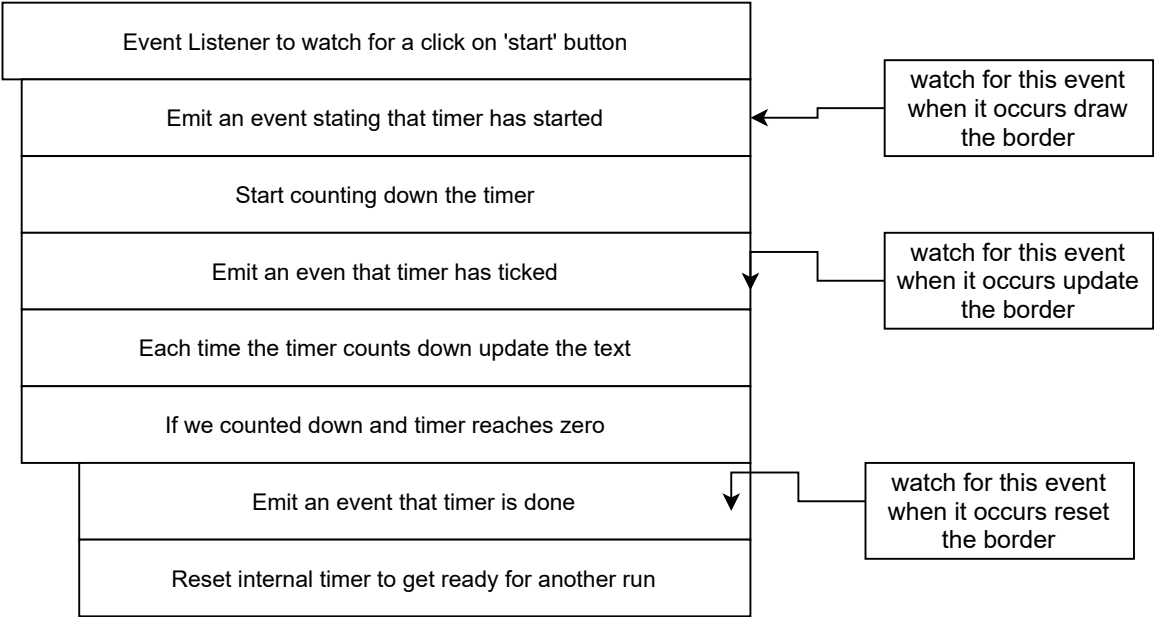 Event Listener to watch for a click on 'start' button
Emit an event stating that timer has started
watch for this event
when it occurs draw
the border
Start counting down the timer
Emit an even that timer has ticked
watch for this event
when it occurs update
the border
Each time the timer counts down update the text
If we counted down and timer reaches zero
Emit an event that timer is done
watch for this event
when it occurs reset
the border
Reset internal timer to get ready for another run